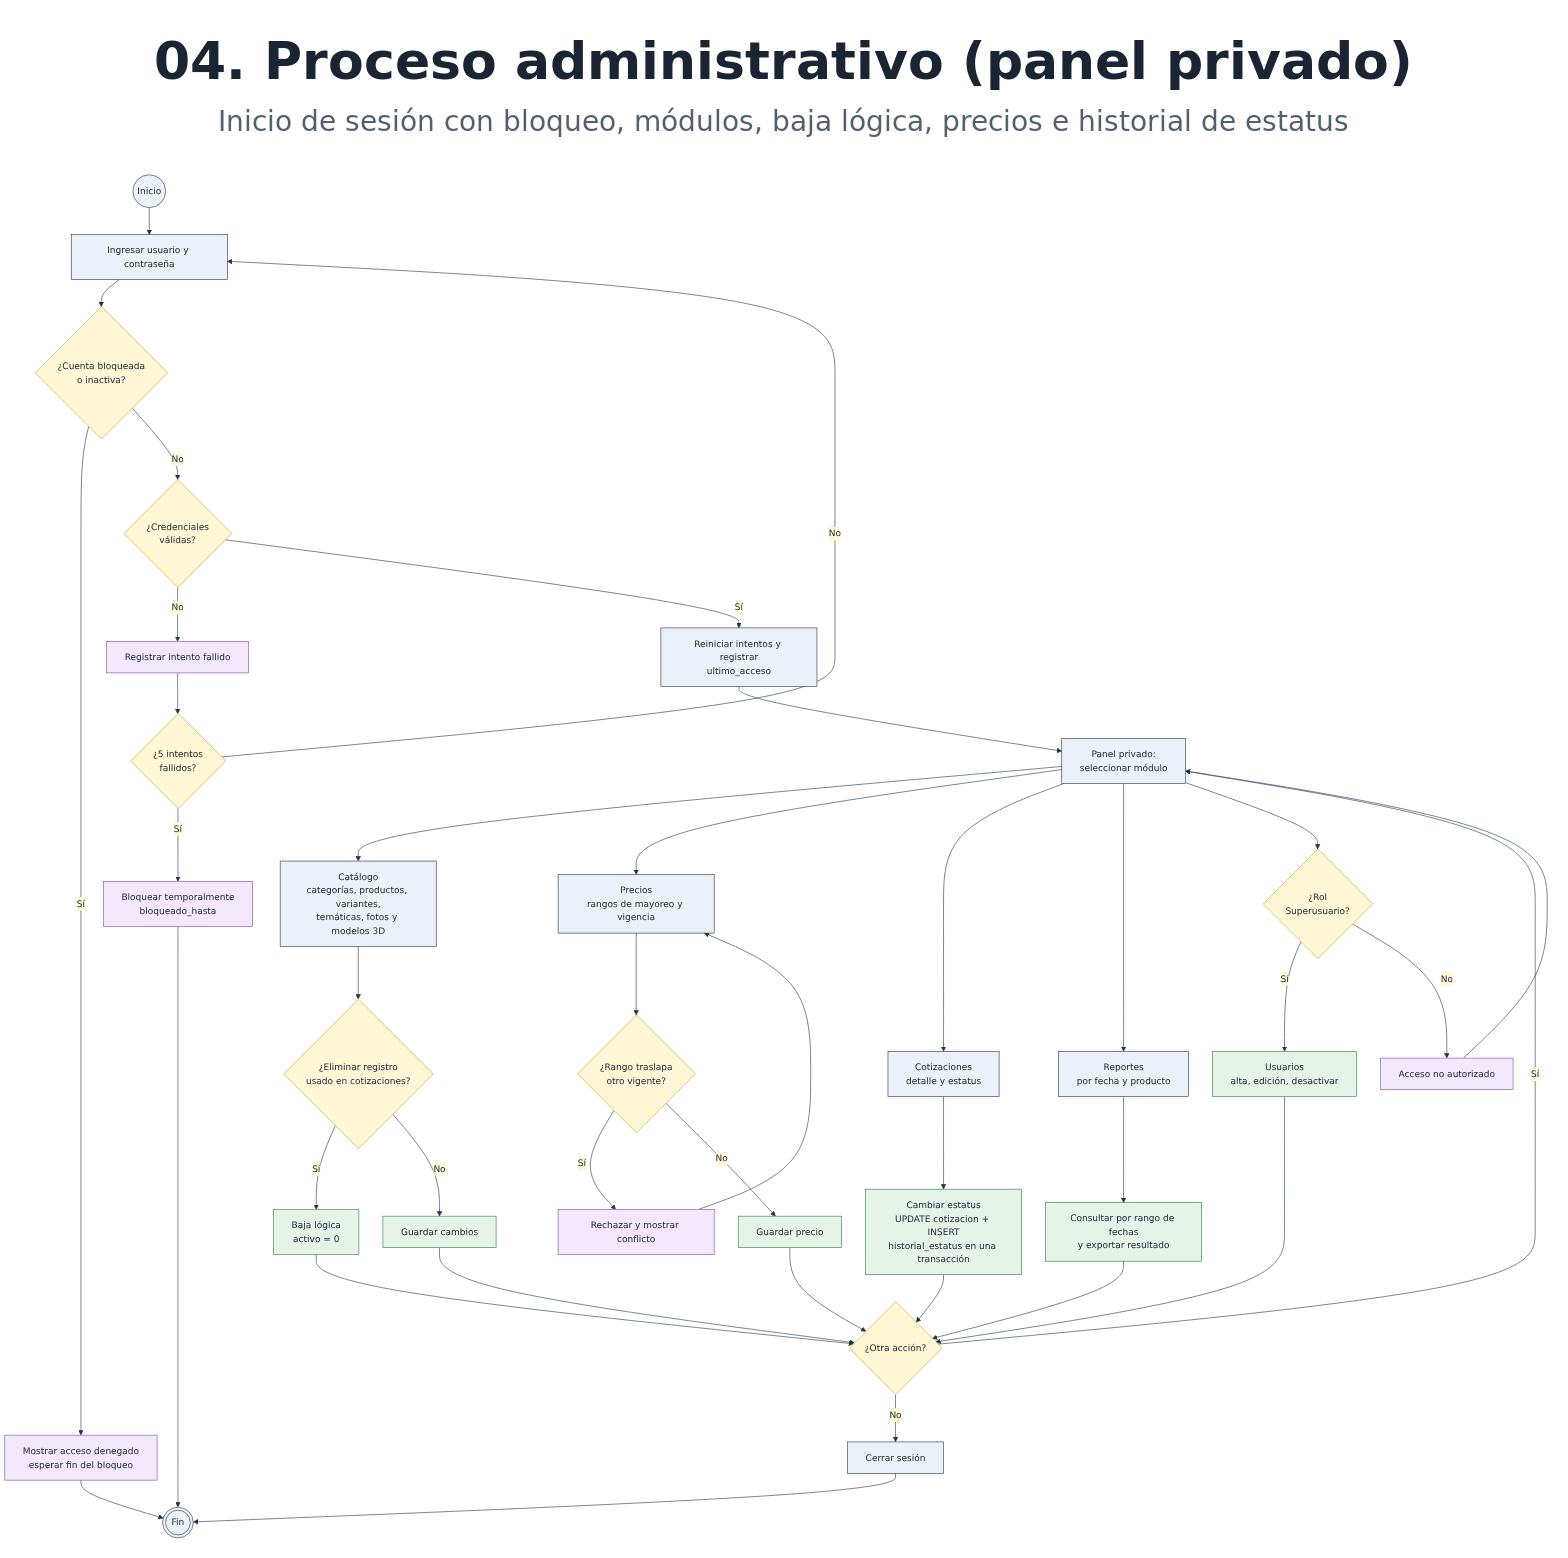 04. Proceso administrativo (panel privado)
Inicio de sesión con bloqueo, módulos, baja lógica, precios e historial de estatus
Inicio
Ingresar usuario y
contraseña
¿Cuenta bloqueada
o inactiva?
No
¿Credenciales
válidas?
No
No
Sí
Registrar intento fallido
Reiniciar intentos y
registrar
ultimo_acceso
¿5 intentos
fallidos?
Panel privado:
seleccionar módulo
Sí
Bloquear temporalmente
bloqueado_hasta
Sí
Catálogo
categorías, productos,
variantes,
temáticas, fotos y
modelos 3D
Precios
rangos de mayoreo y
vigencia
¿Rol
Superusuario?
Sí
No
¿Eliminar registro
usado en cotizaciones?
¿Rango traslapa
otro vigente?
Cotizaciones
detalle y estatus
Reportes
por fecha y producto
Usuarios
alta, edición, desactivar
Acceso no autorizado
Sí
Sí
No
Sí
No
Baja lógica
activo = 0
Guardar cambios
Rechazar y mostrar
conflicto
Guardar precio
Cambiar estatus
UPDATE cotizacion +
INSERT
historial_estatus en una
transacción
Consultar por rango de
fechas
y exportar resultado
¿Otra acción?
No
Mostrar acceso denegado
esperar fin del bloqueo
Cerrar sesión
Fin